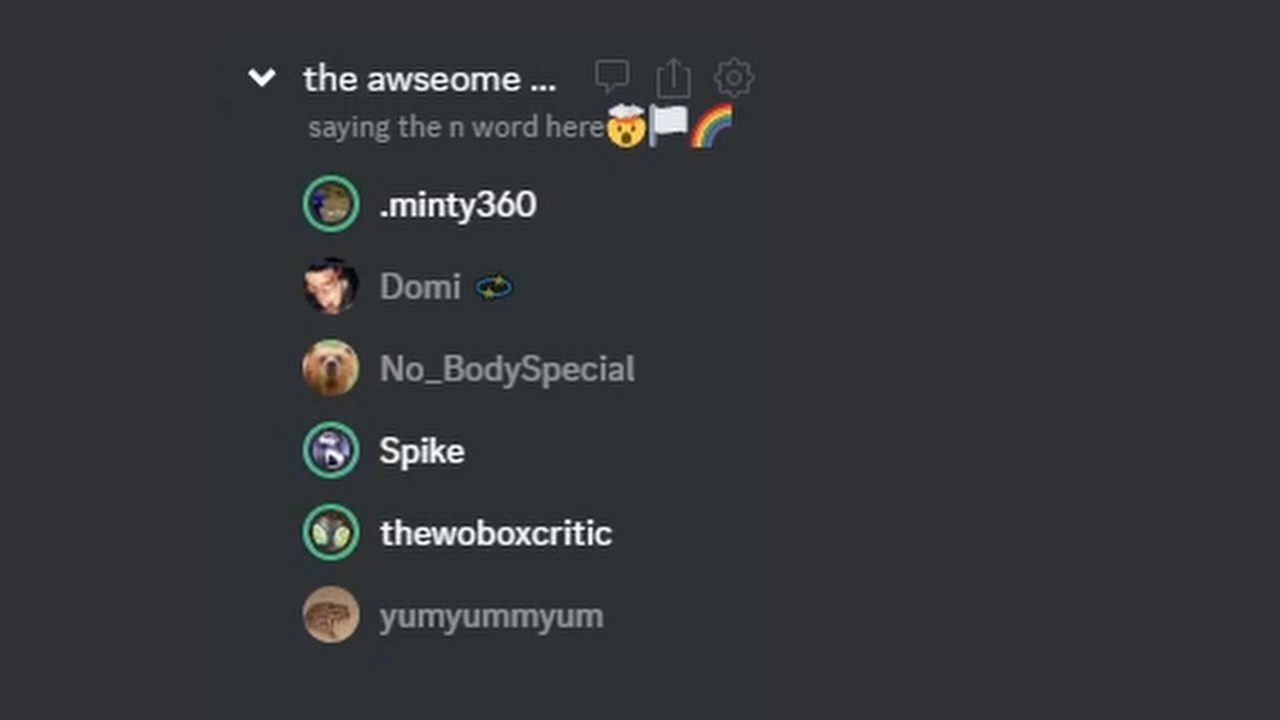 the awseome ...
saying the n word here🤯🏳🌈
.minty360
Domi 💫
No_BodySpecial
Spike
thewoboxcritic
yumyummyum